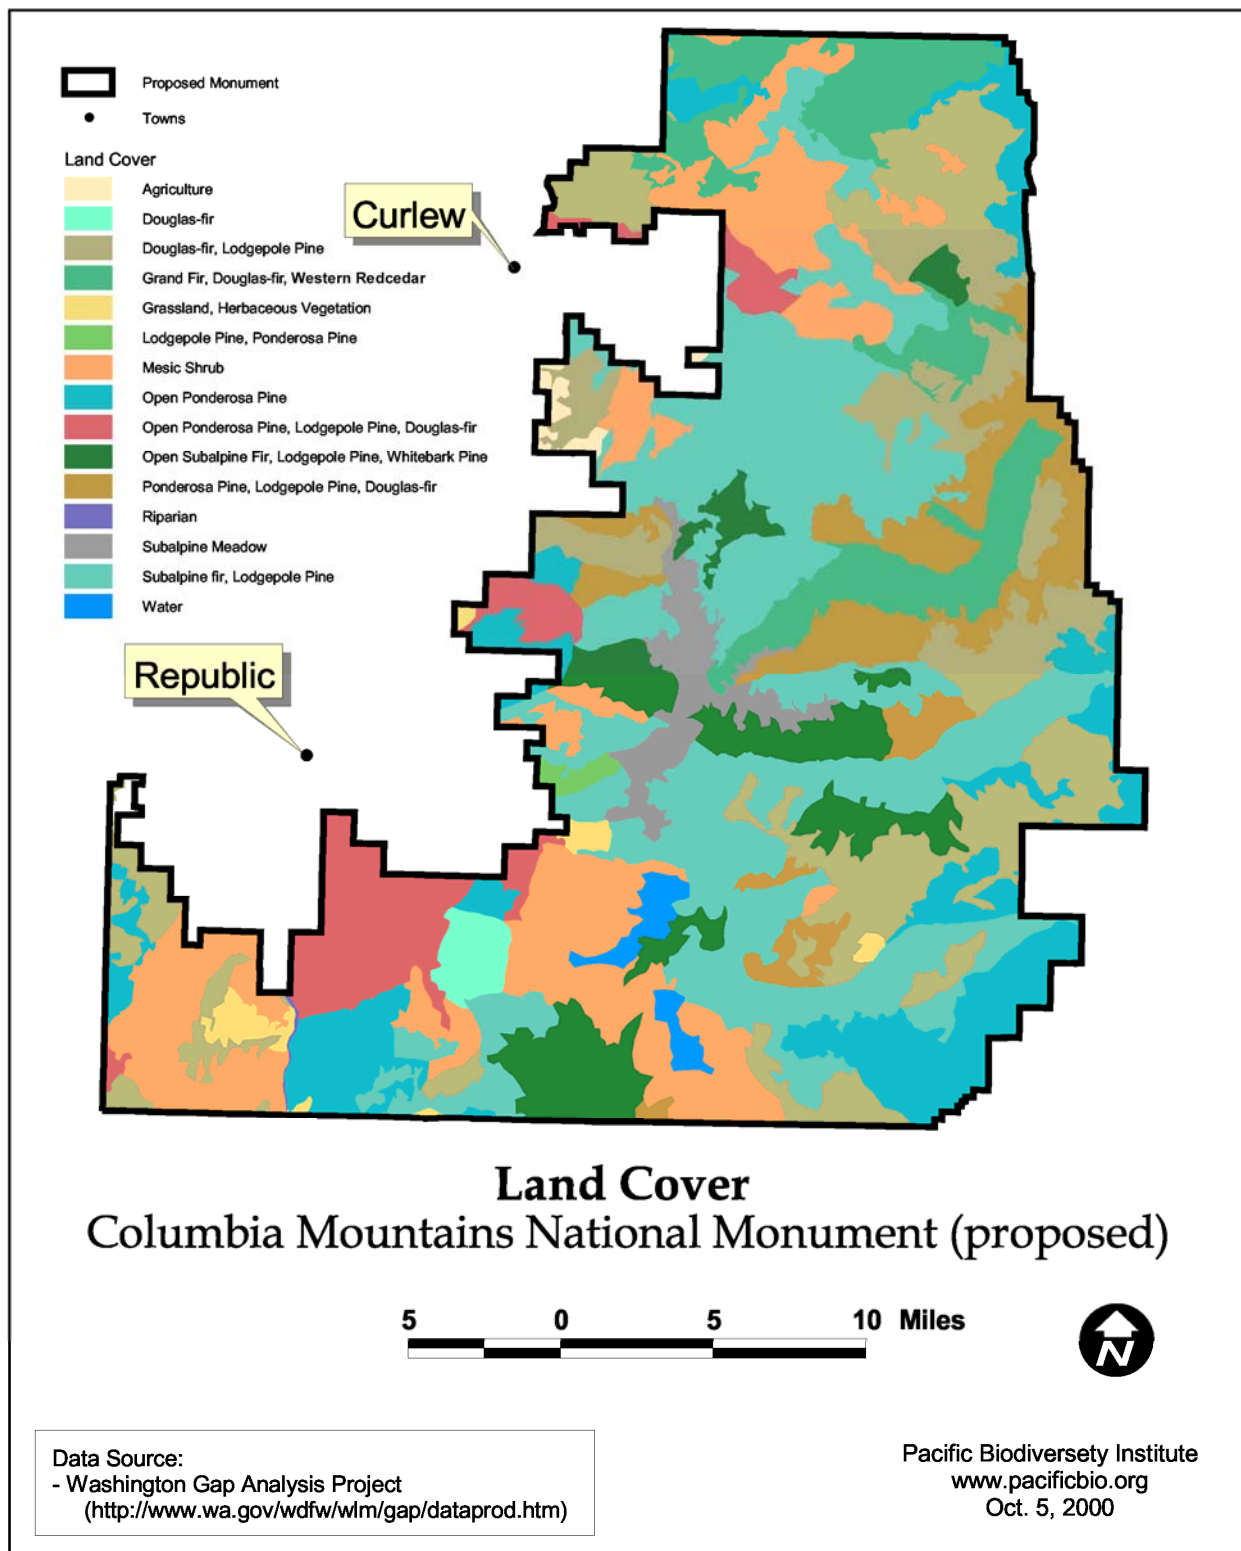 Proposed Monument
Towns
Land Cover
Agriculture
Douglas-fir
Douglas-fir, Lodgepole Pine
Grand Fir, Douglas-fir, Western Redcedar
Grassland, Herbaceous Vegetation
Lodgepole Pine, Ponderosa Pine
Mesic Shrub
Open Ponderosa Pine
Open Ponderosa Pine, Lodgepole Pine, Douglas-fir
Open Subalpine Fir, Lodgepole Pine, Whitebark Pine
Ponderosa Pine, Lodgepole Pine, Douglas-fir
Riparian
Subalpine Meadow
Subalpine fir, Lodgepole Pine
Water
Curlew
Republic
Land Cover
Columbia Mountains National Monument (proposed)
5 0 5 10 Miles
N
Data Source:
- Washington Gap Analysis Project
(http://www.wa.gov/wdfw/wlm/gap/dataprod.htm)
Pacific Biodiversety Institute
www.pacificbio.org
Oct. 5, 2000